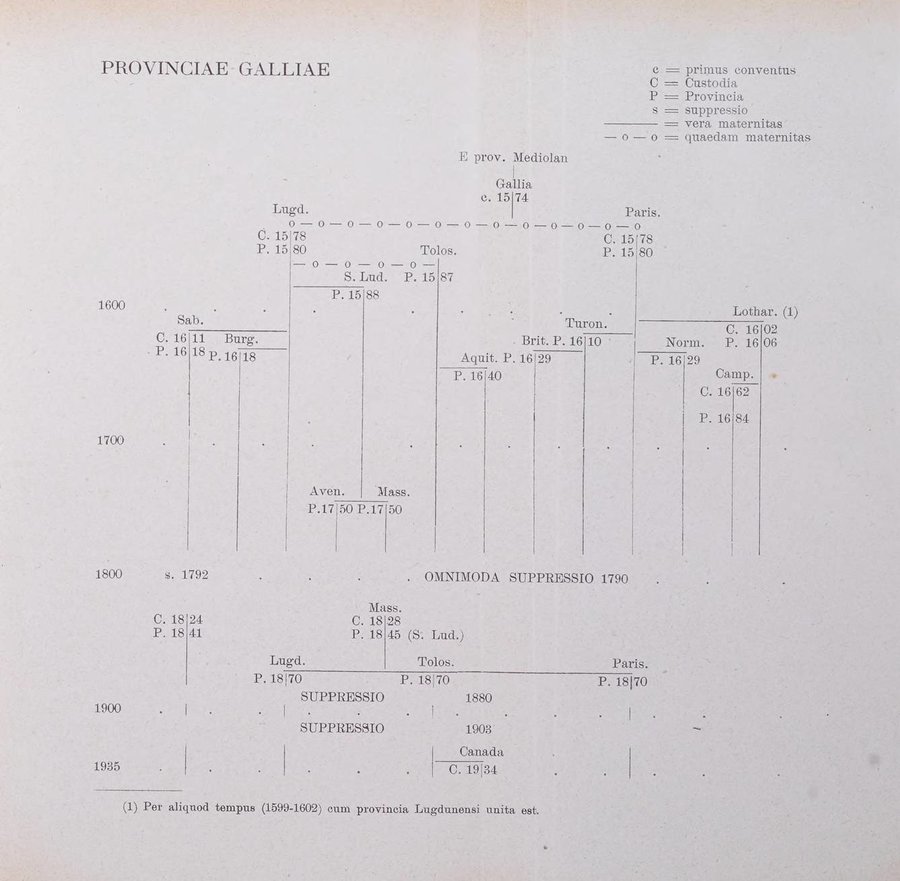 PROVINCIAE GALLIAE
c = primus conventus
C = Custodia
P = Provincia
s = suppressio
= vera maternitas
— o — o = quaedam maternitas
E prov. Mediolan
Gallia
c. 15 74
Lugd. Paris.
o — o — o — o — o — o — o — o — o — o — o — o — o
C. 15 78 C. 15 78
P. 15 80 Tolos. P. 15 80
— o — o — o — o —
S. Lud. P. 15 87
P. 15 88
1600
Lothar. (1)
Sab. Turon. C. 16 02
C. 16 11 Burg. Brit. P. 16 10 Norm. P. 16 06
P. 16 18 P. 16 18 Aquit. P. 16 29 P. 16 29
P. 16 40 Camp.
C. 16 62
P. 16 84
1700
Aven. Mass.
P.17 50 P.17 50
1800 s. 1792 OMNIMODA SUPPRESSIO 1790
Mass.
C. 18 24 C. 18 28
P. 18 41 P. 18 45 (S. Lud.)
Lugd. Tolos. Paris.
P. 18 70 P. 18 70 P. 18 70
SUPPRESSIO 1880
1900
SUPPRESSIO 1903
Canada
1935 C. 19 34
(1) Per aliquod tempus (1599-1602) cum provincia Lugdunensi unita est.